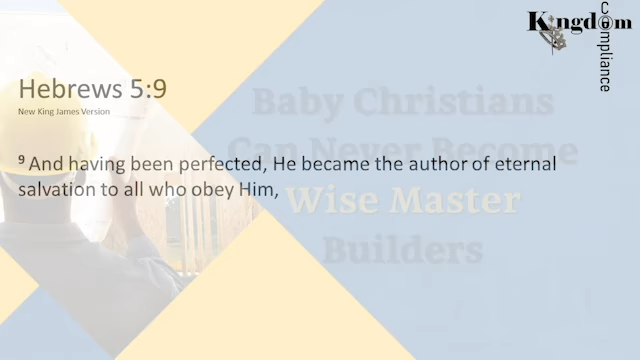 Kingdom
Compliance
Hebrews 5:9
New King James Version
Baby Christians
Can Never Become
Wise Master
Builders
9 And having been perfected, He became the author of eternal
salvation to all who obey Him,